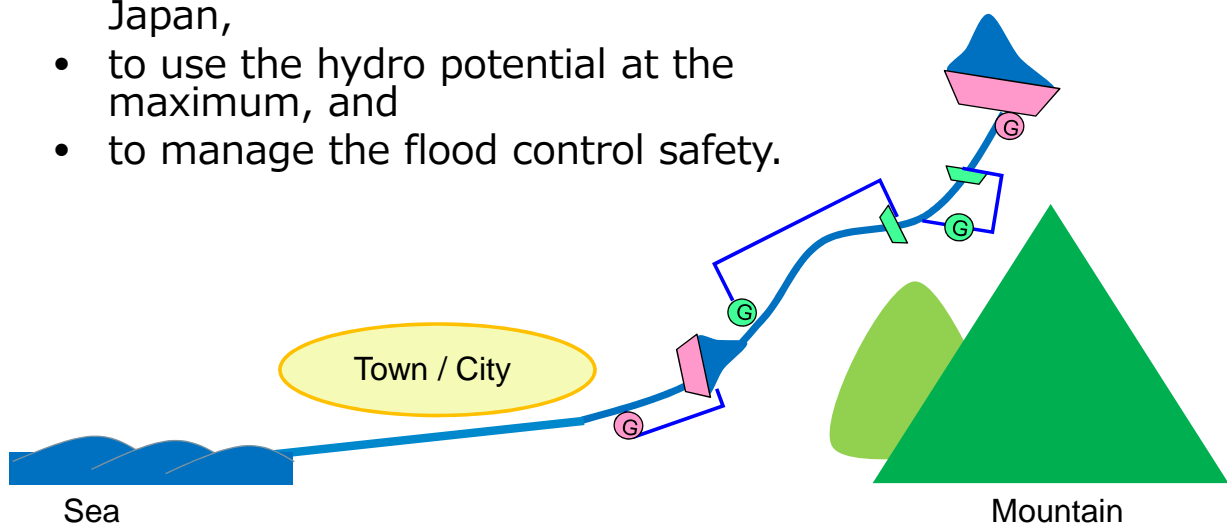 Japan,
• to use the hydro potential at the
maximum, and
• to manage the flood control safety.
G
G
G
G
Town / City
Sea
Mountain